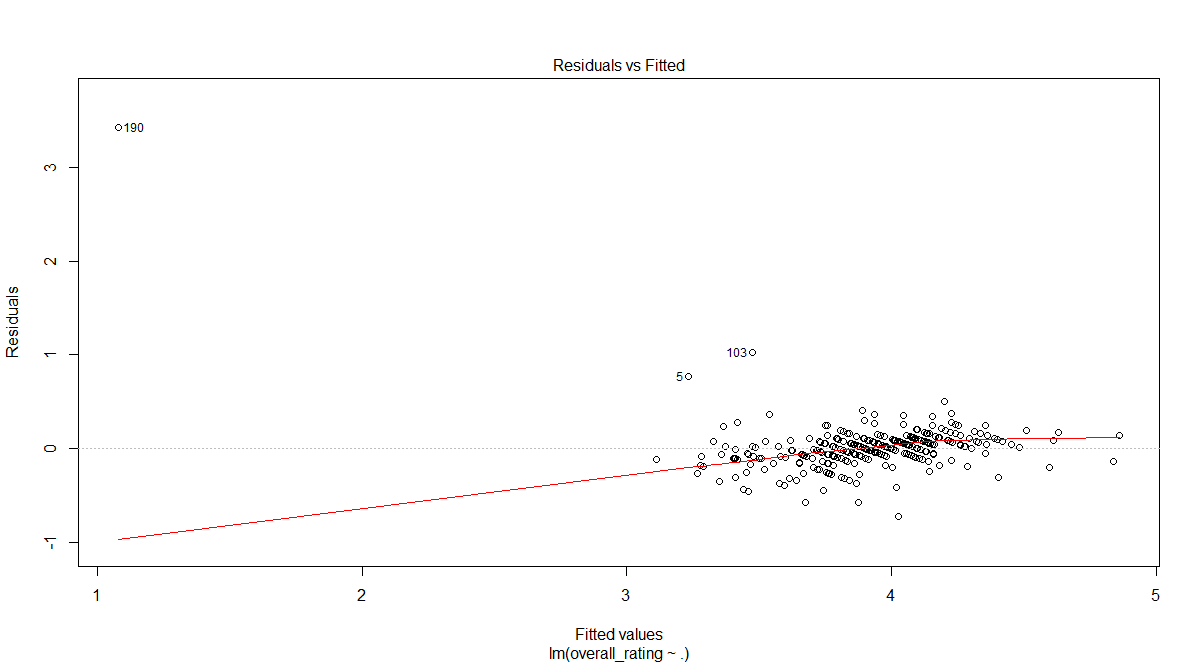 Residuals vs Fitted
190
103
5
Residuals
3
2
1
0
-1
1 2 3 4 5
Fitted values
lm(overall_rating ~ .)